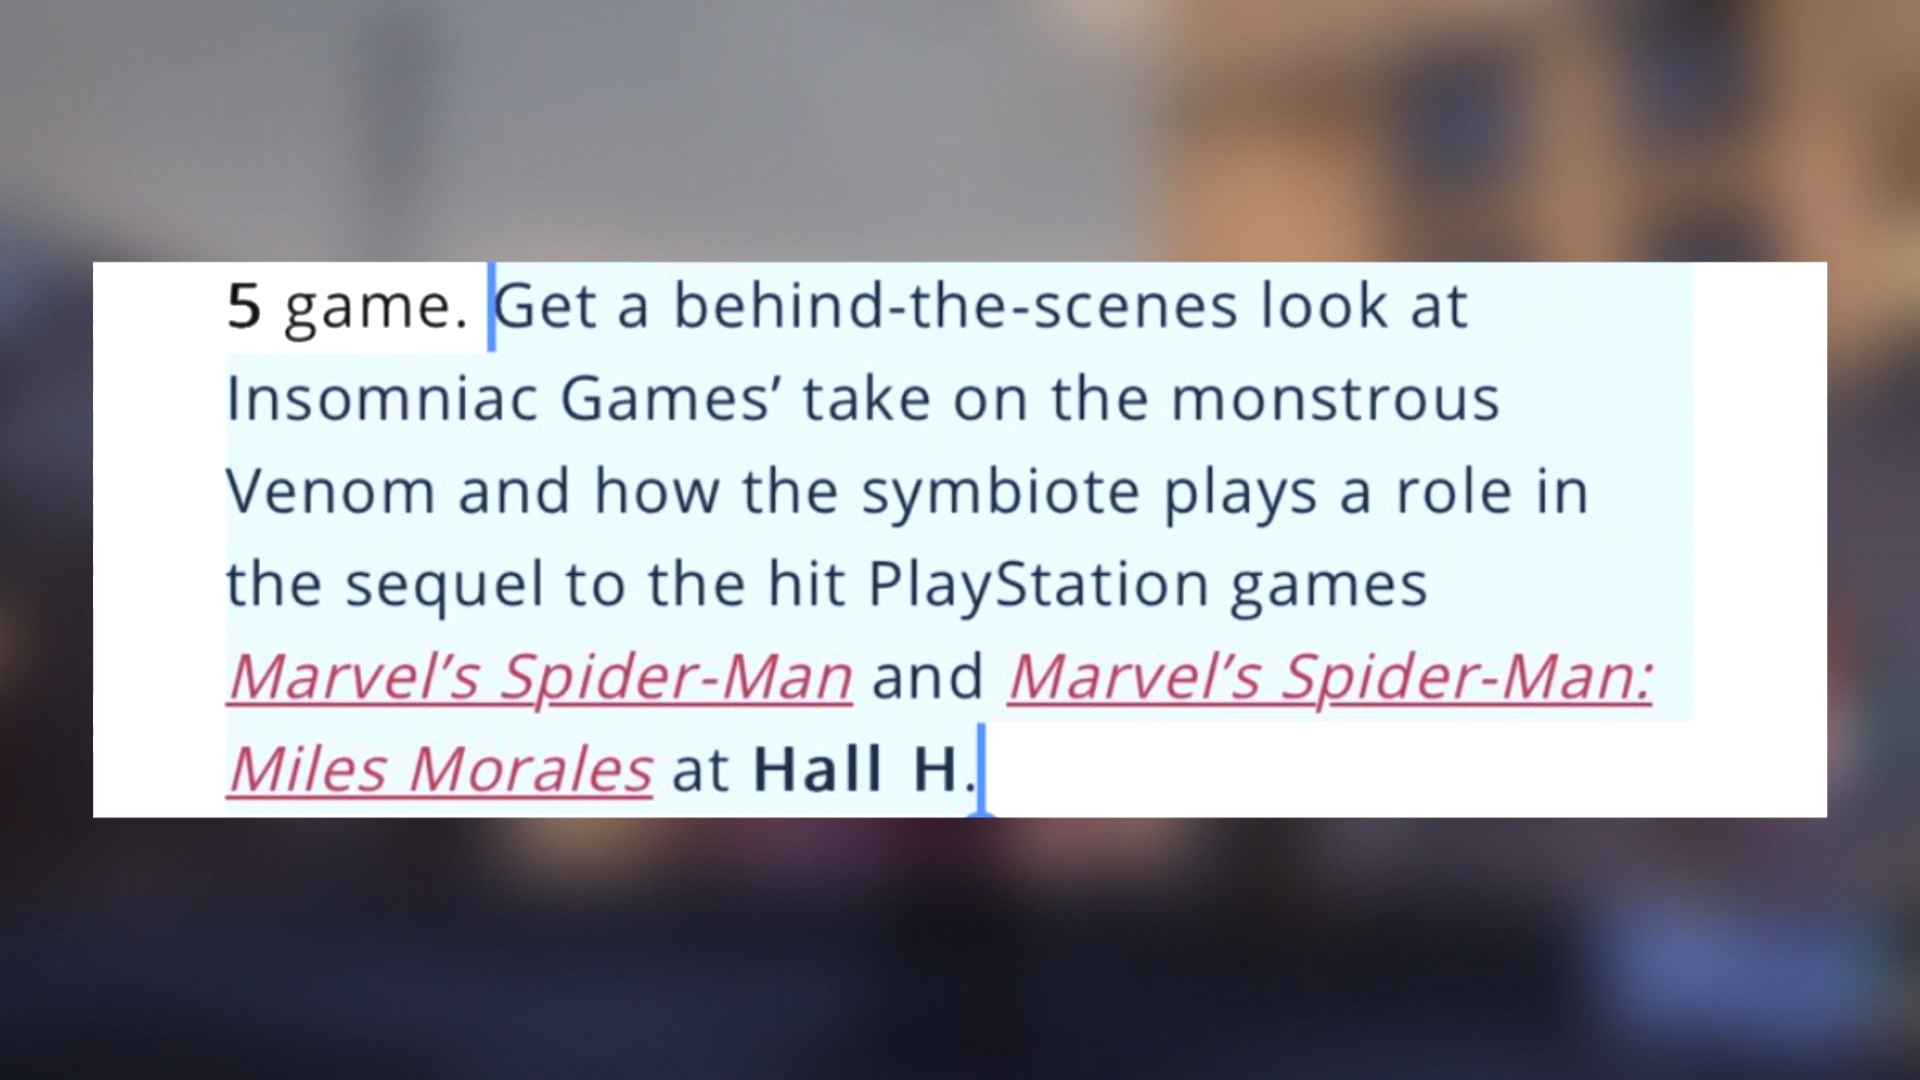 5 game. Get a behind-the-scenes look at
Insomniac Games’ take on the monstrous
Venom and how the symbiote plays a role in
the sequel to the hit PlayStation games
Marvel’s Spider-Man and Marvel’s Spider-Man:
Miles Morales at Hall H.